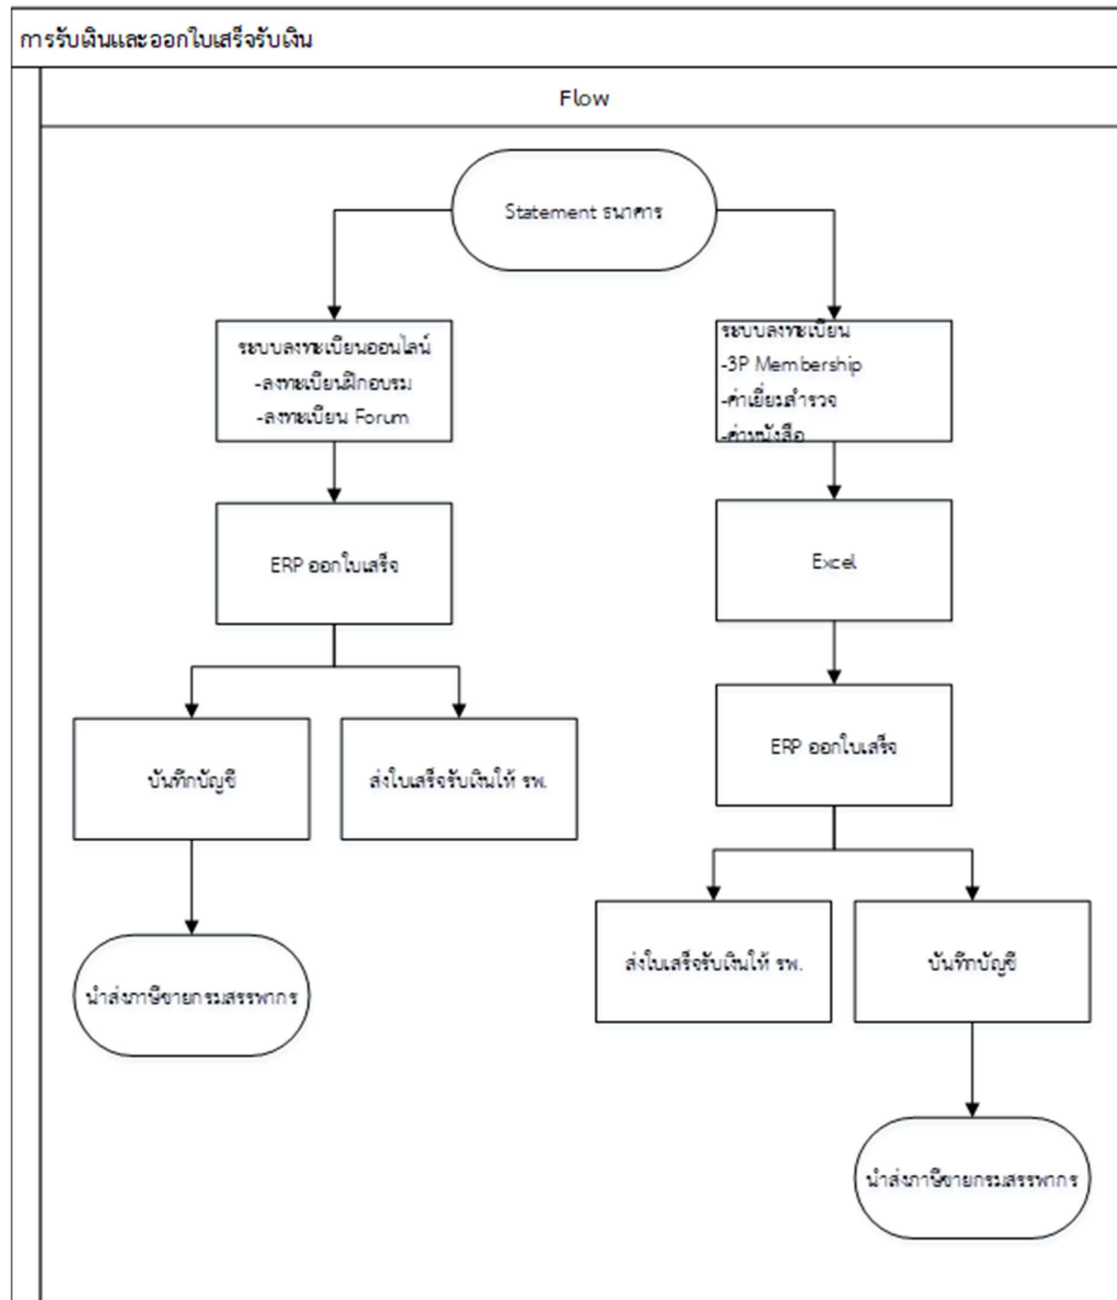 การรับเงินและออกใบเสร็จรับเงิน
Flow
Statement ธนาคาร
ระบบลงทะเบียนออนไลน์
-ลงทะเบียนฝึกอบรม
-ลงทะเบียน Forum
ระบบลงทะเบียน
-3P Membership
-ค่าเยี่ยมสำรวจ
-ค่าหนังสือ
ERP ออกใบเสร็จ
Excel
บันทึกบัญชี
ส่งใบเสร็จรับเงินให้ รพ.
ERP ออกใบเสร็จ
นำส่งภาษีขายกรมสรรพากร
ส่งใบเสร็จรับเงินให้ รพ.
บันทึกบัญชี
นำส่งภาษีขายกรมสรรพากร